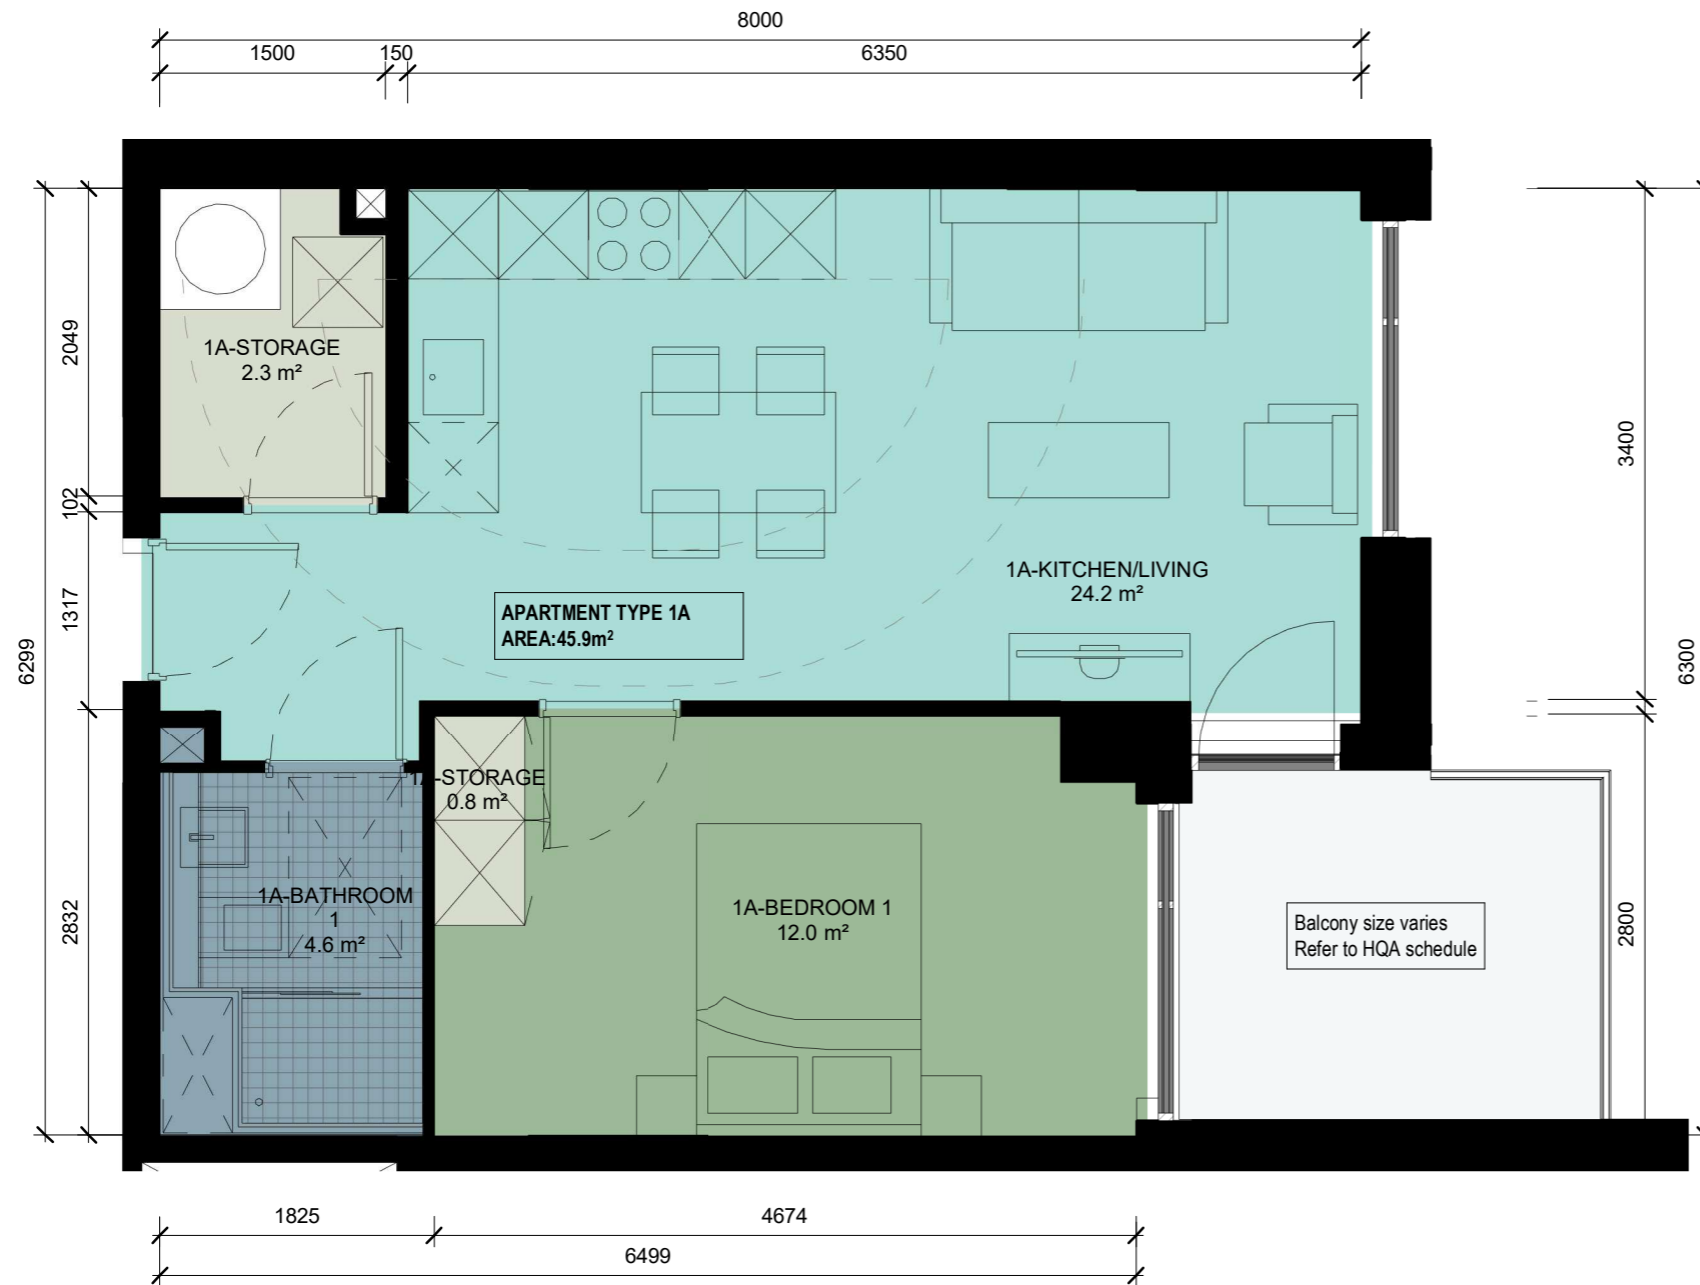 8000
1500
150
6350
2049
102
1317
6299
2832
3400
6300
2800
1A-STORAGE
2.3 m²
1A-KITCHEN/LIVING
24.2 m²
APARTMENT TYPE 1A
AREA:45.9m²
1A-STORAGE
0.8 m²
1A-BATHROOM
1
4.6 m²
1A-BEDROOM 1
12.0 m²
Balcony size varies
Refer to HQA schedule
1825
4674
6499